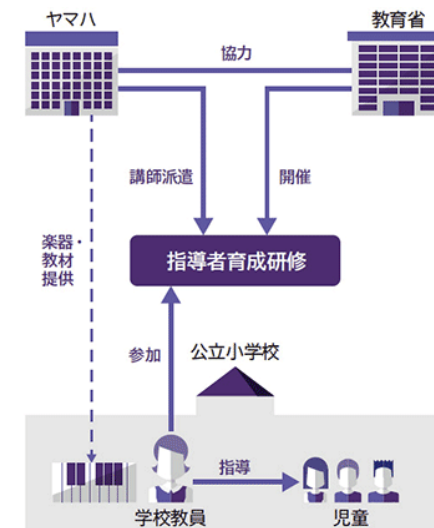 ヤマハ
教育省
協力
講師派遣
開催
楽器・
教材
提供
指導者育成研修
参加
公立小学校
指導
学校教員
児童